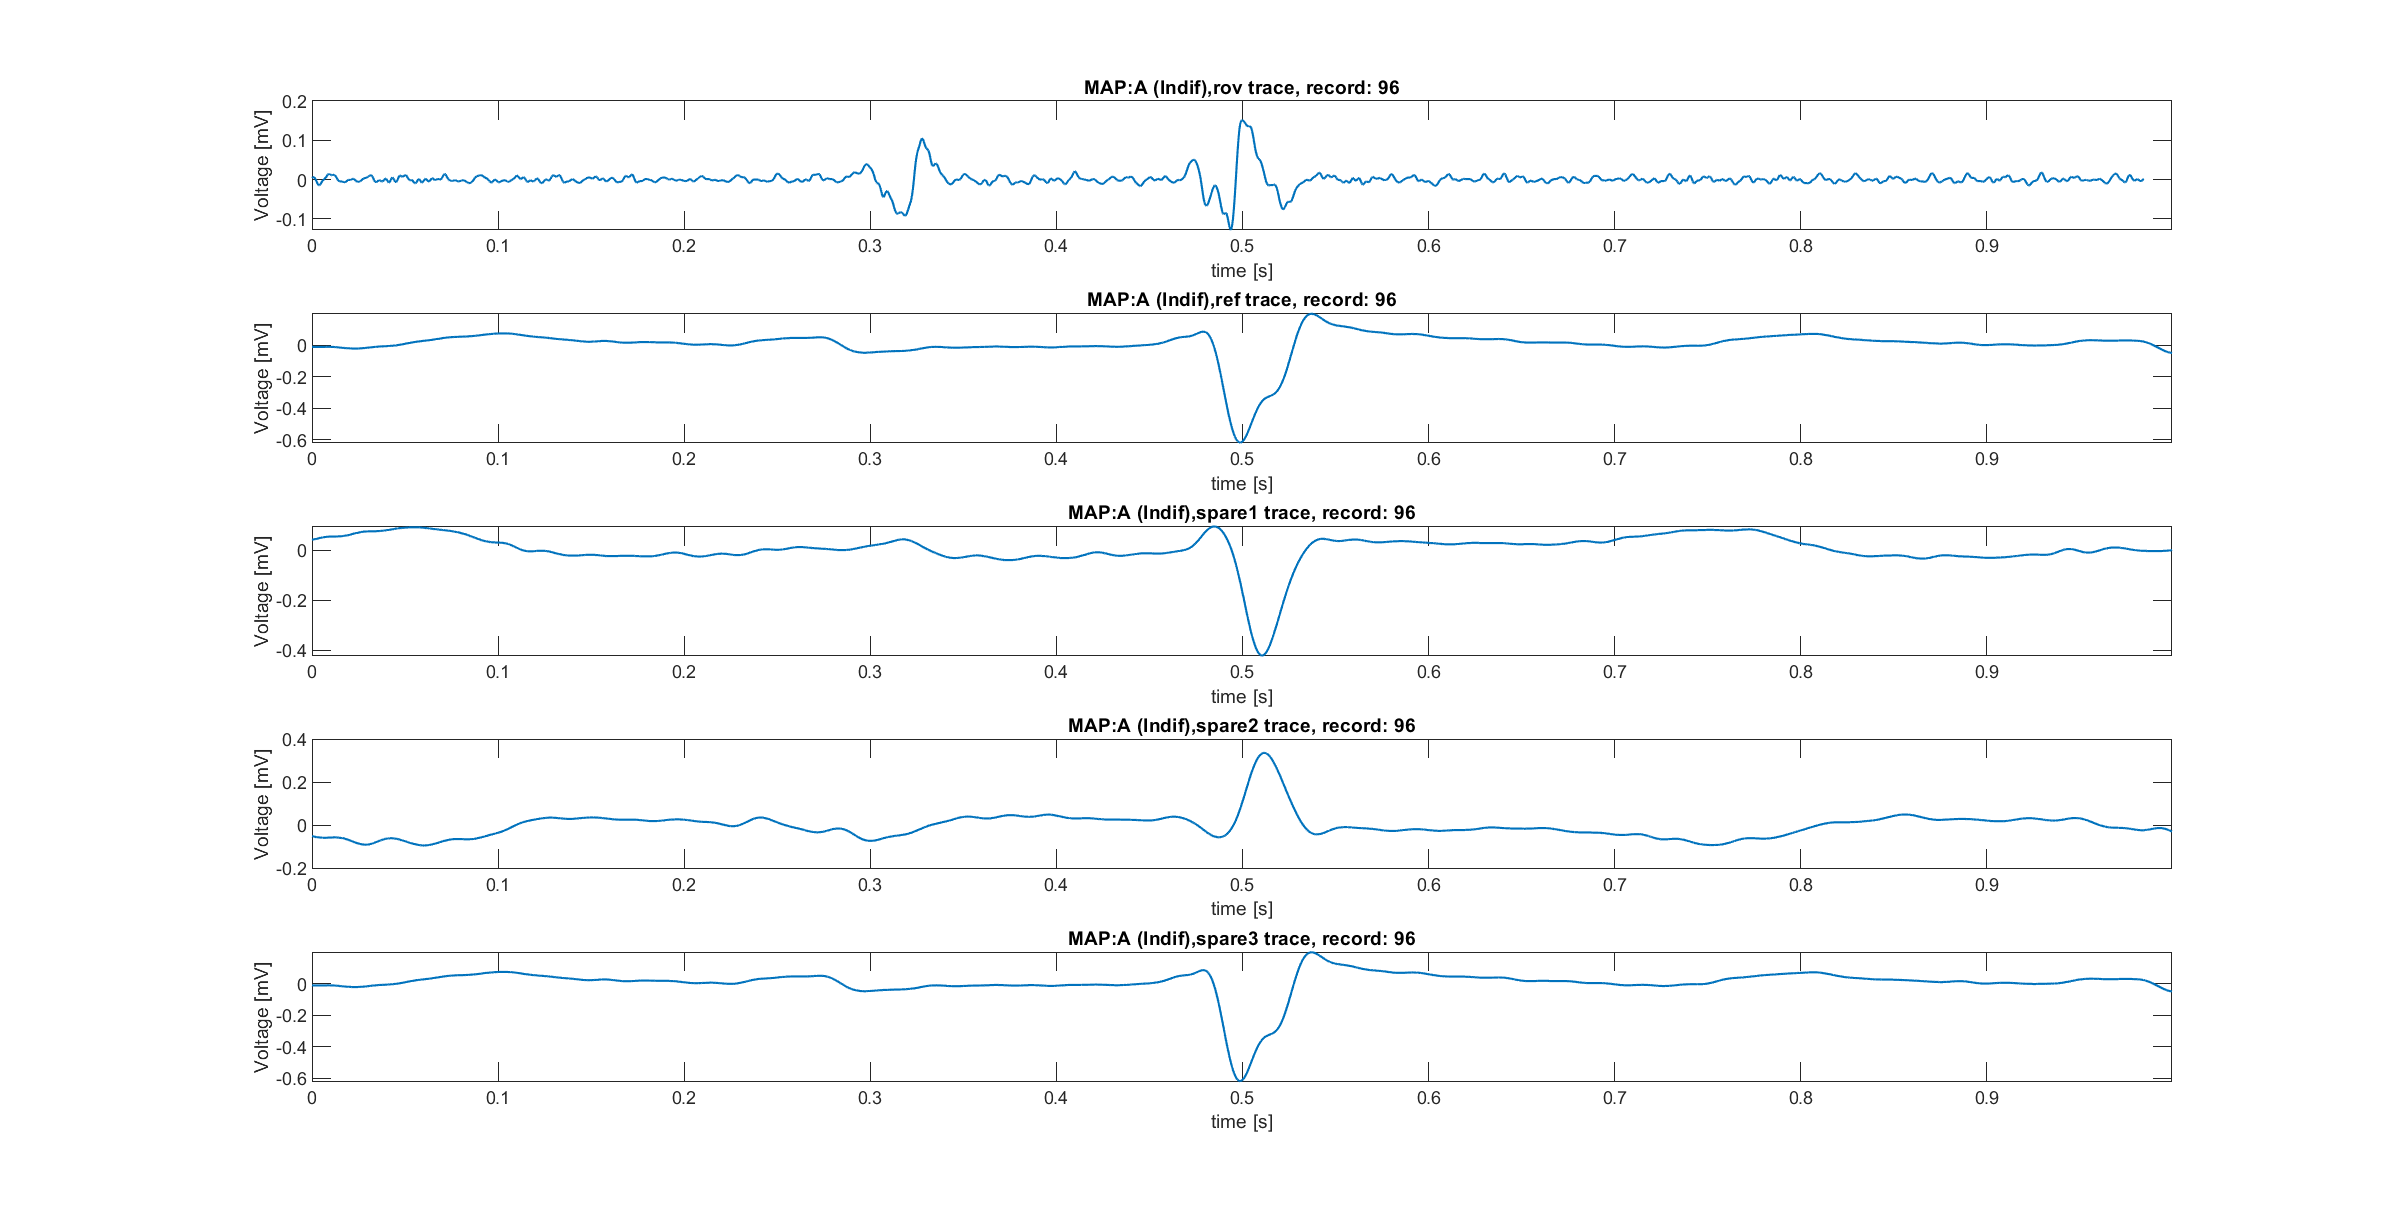 MAP:A (Indif),rov trace, record: 96
Voltage [mV]
0.2
0.1
0
-0.1
0 0.1 0.2 0.3 0.4 0.5 0.6 0.7 0.8 0.9
time [s]
MAP:A (Indif),ref trace, record: 96
Voltage [mV]
0
-0.2
-0.4
-0.6
0 0.1 0.2 0.3 0.4 0.5 0.6 0.7 0.8 0.9
time [s]
MAP:A (Indif),spare1 trace, record: 96
Voltage [mV]
0
-0.2
-0.4
0 0.1 0.2 0.3 0.4 0.5 0.6 0.7 0.8 0.9
time [s]
MAP:A (Indif),spare2 trace, record: 96
Voltage [mV]
0.4
0.2
0
-0.2
0 0.1 0.2 0.3 0.4 0.5 0.6 0.7 0.8 0.9
time [s]
MAP:A (Indif),spare3 trace, record: 96
Voltage [mV]
0
-0.2
-0.4
-0.6
0 0.1 0.2 0.3 0.4 0.5 0.6 0.7 0.8 0.9
time [s]